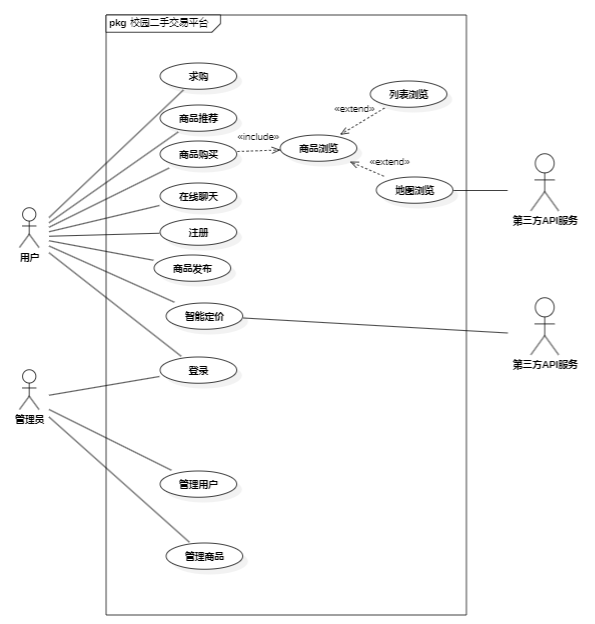 pkg 校园二手交易平台
求购
列表浏览
«extend»
商品推荐
«include»
商品浏览
商品购买
«extend»
地图浏览
在线聊天
第三方API服务
注册
用户
商品发布
智能定价
第三方API服务
登录
管理员
管理用户
管理商品